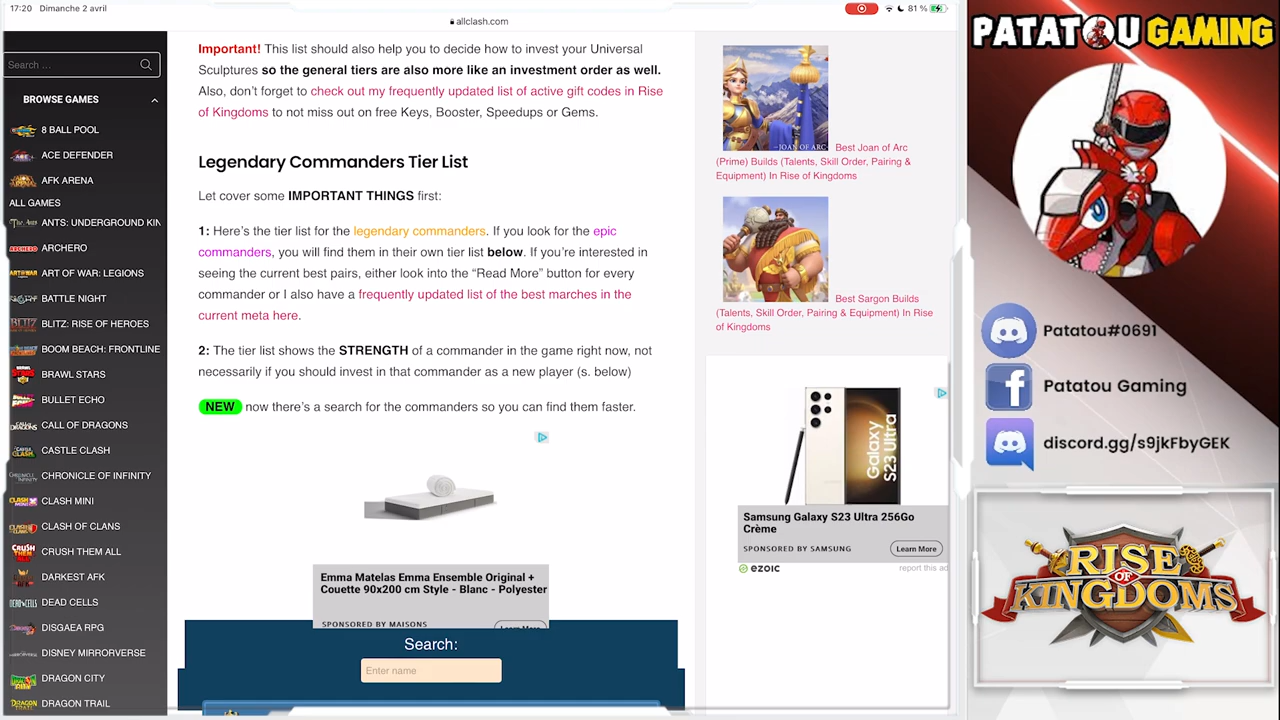 17:20 Dimanche 2 avril
81 %
allclash.com
PATATOU GAMING
Search ...
BROWSE GAMES
8 BALL POOL
ACE DEFENDER
AFK ARENA
ALL GAMES
ANTS: UNDERGROUND KIN
ARCHERO
ART OF WAR: LEGIONS
BATTLE NIGHT
BLITZ: RISE OF HEROES
BOOM BEACH: FRONTLINE
BRAWL STARS
BULLET ECHO
CALL OF DRAGONS
CASTLE CLASH
CHRONICLE OF INFINITY
CLASH MINI
CLASH OF CLANS
CRUSH THEM ALL
DARKEST AFK
DEAD CELLS
DISGAEA RPG
DISNEY MIRRORVERSE
DRAGON CITY
DRAGON TRAIL
Important! This list should also help you to decide how to invest your Universal
Sculptures so the general tiers are also more like an investment order as well.
Also, don't forget to check out my frequently updated list of active gift codes in Rise
of Kingdoms to not miss out on free Keys, Booster, Speedups or Gems.
Legendary Commanders Tier List
Let cover some IMPORTANT THINGS first:
1: Here's the tier list for the legendary commanders. If you look for the epic
commanders, you will find them in their own tier list below. If you're interested in
seeing the current best pairs, either look into the "Read More" button for every
commander or I also have a frequently updated list of the best marches in the
current meta here.
2: The tier list shows the STRENGTH of a commander in the game right now, not
necessarily if you should invest in that commander as a new player (s. below)
NEW now there's a search for the commanders so you can find them faster.
Emma Matelas Emma Ensemble Original +
Couette 90x200 cm Style - Blanc - Polyester
SPONSORED BY MAISONS
Learn More
Search:
Enter name
JOAN OF ARC
Best Joan of Arc
(Prime) Builds (Talents, Skill Order, Pairing &
Equipment) In Rise of Kingdoms
Best Sargon Builds
(Talents, Skill Order, Pairing & Equipment) In Rise
of Kingdoms
Galaxy
S23 Ultra
Samsung Galaxy S23 Ultra 256Go
Crème
SPONSORED BY SAMSUNG
Learn More
ezoic
report this ad
Patatou#0691
Patatou Gaming
discord.gg/s9jkFbyGEK
RISE
OF
KINGDOMS